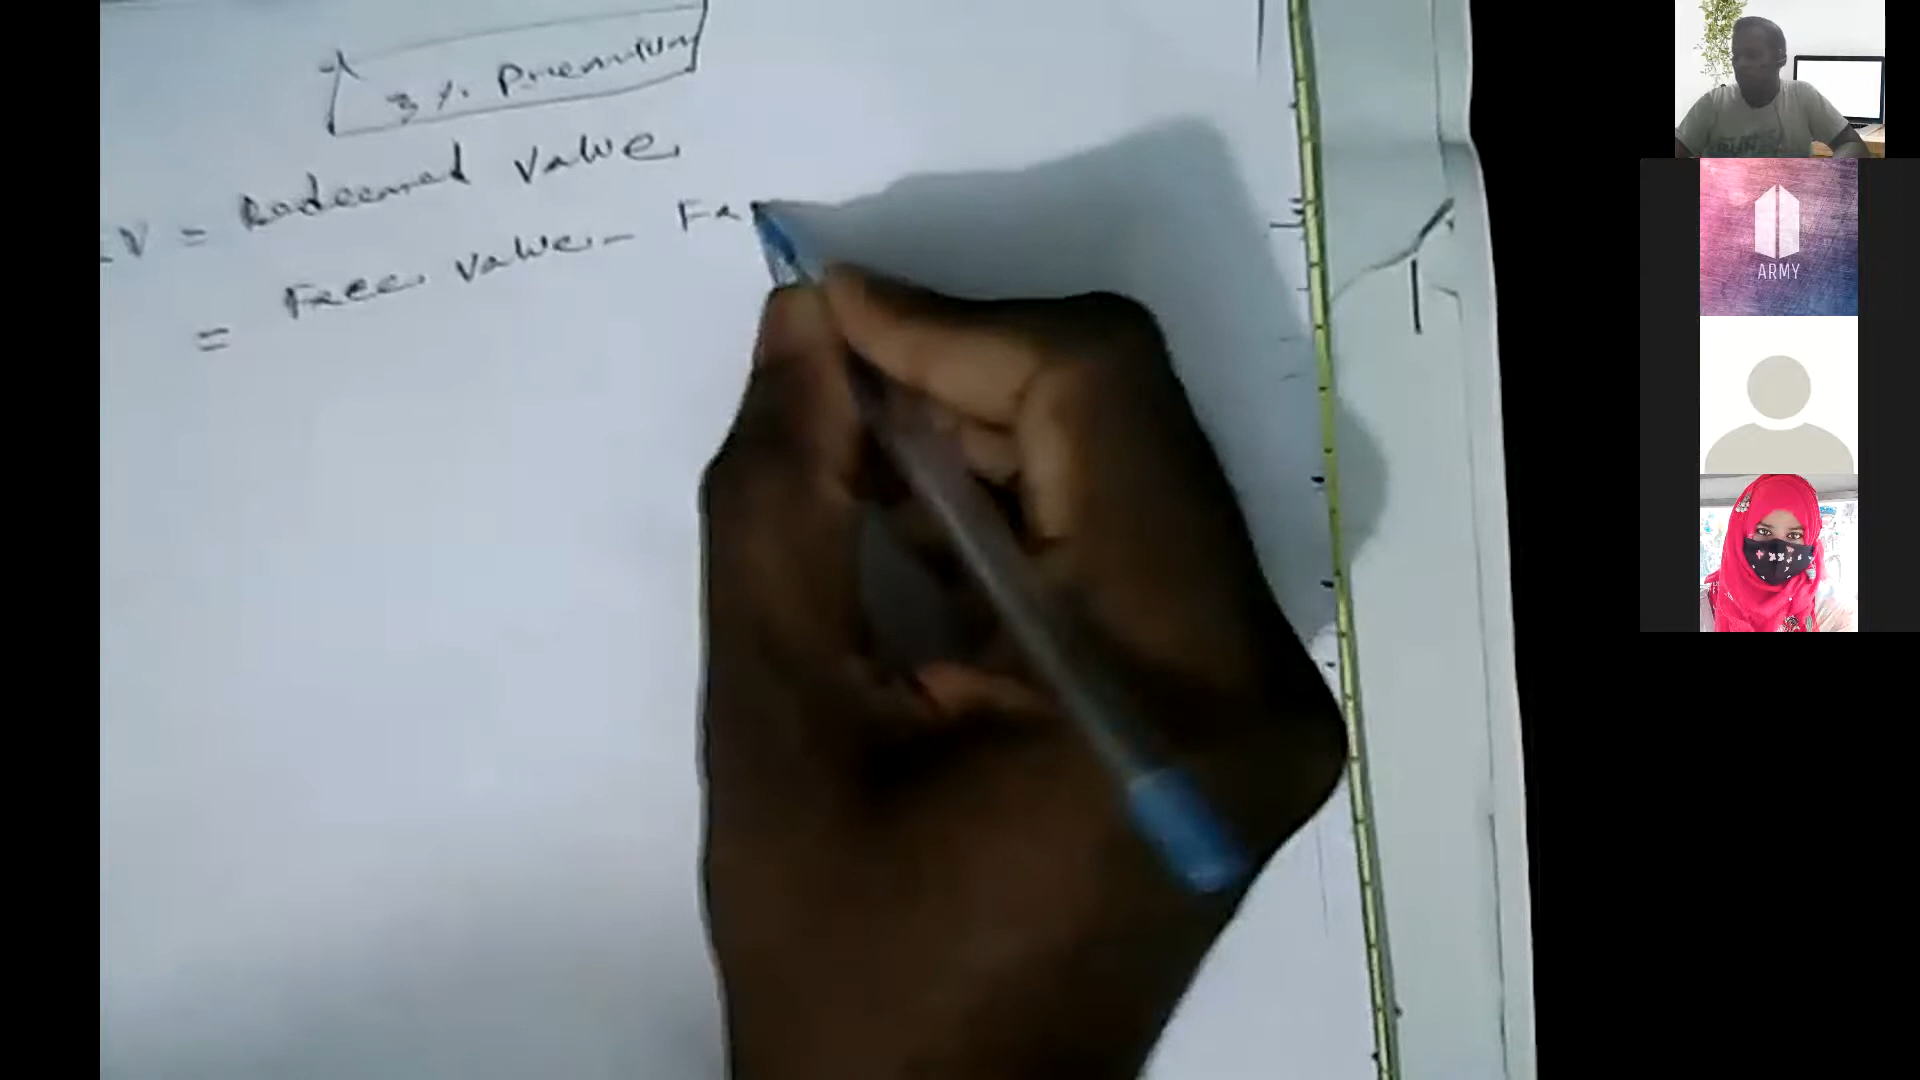 3% Premium
RV = Redeemed Value
= Face Value - Fa
ARMY